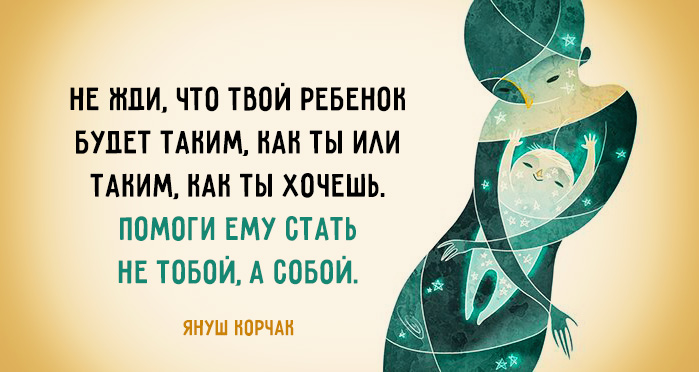 НЕ ЖДИ, ЧТО ТВОЙ РЕБЕНОК
БУДЕТ ТАКИМ, КАК ТЫ ИЛИ
ТАКИМ, КАК ТЫ ХОЧЕШЬ.
ПОМОГИ ЕМУ СТАТЬ
НЕ ТОБОЙ, А СОБОЙ.
ЯНУШ КОРЧАК